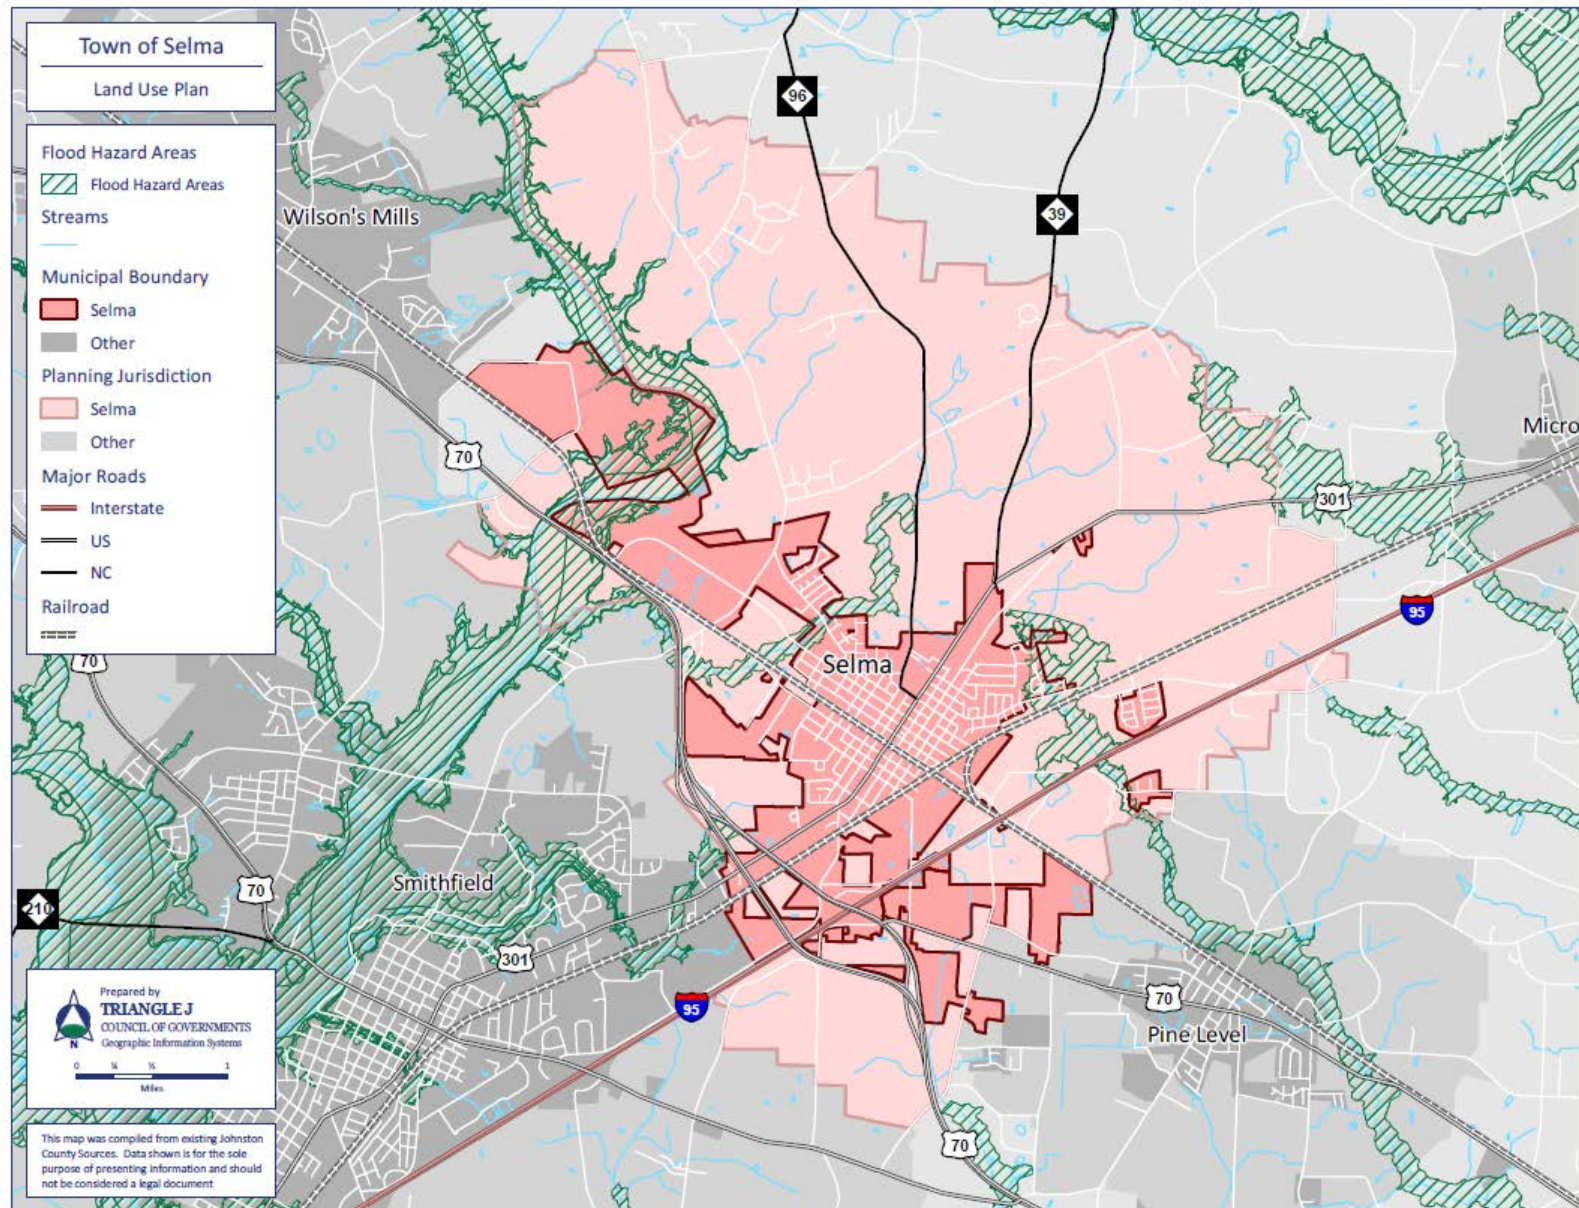 Town of Selma
Land Use Plan
Flood Hazard Areas
Flood Hazard Areas
Streams
Municipal Boundary
Selma
Other
Planning Jurisdiction
Selma
Other
Major Roads
Interstate
US
NC
Railroad
96
39
Wilson's Mills
70
Micro
301
95
Selma
70
Smithfield
70
210
301
95
70
Pine Level
70
Prepared by
TRIANGLE J
COUNCIL OF GOVERNMENTS
Geographic Information Systems
N
0 ¼ ½ 1
Miles
This map was compiled from existing Johnston
County Sources. Data shown is for the sole
purpose of presenting information and should
not be considered a legal document